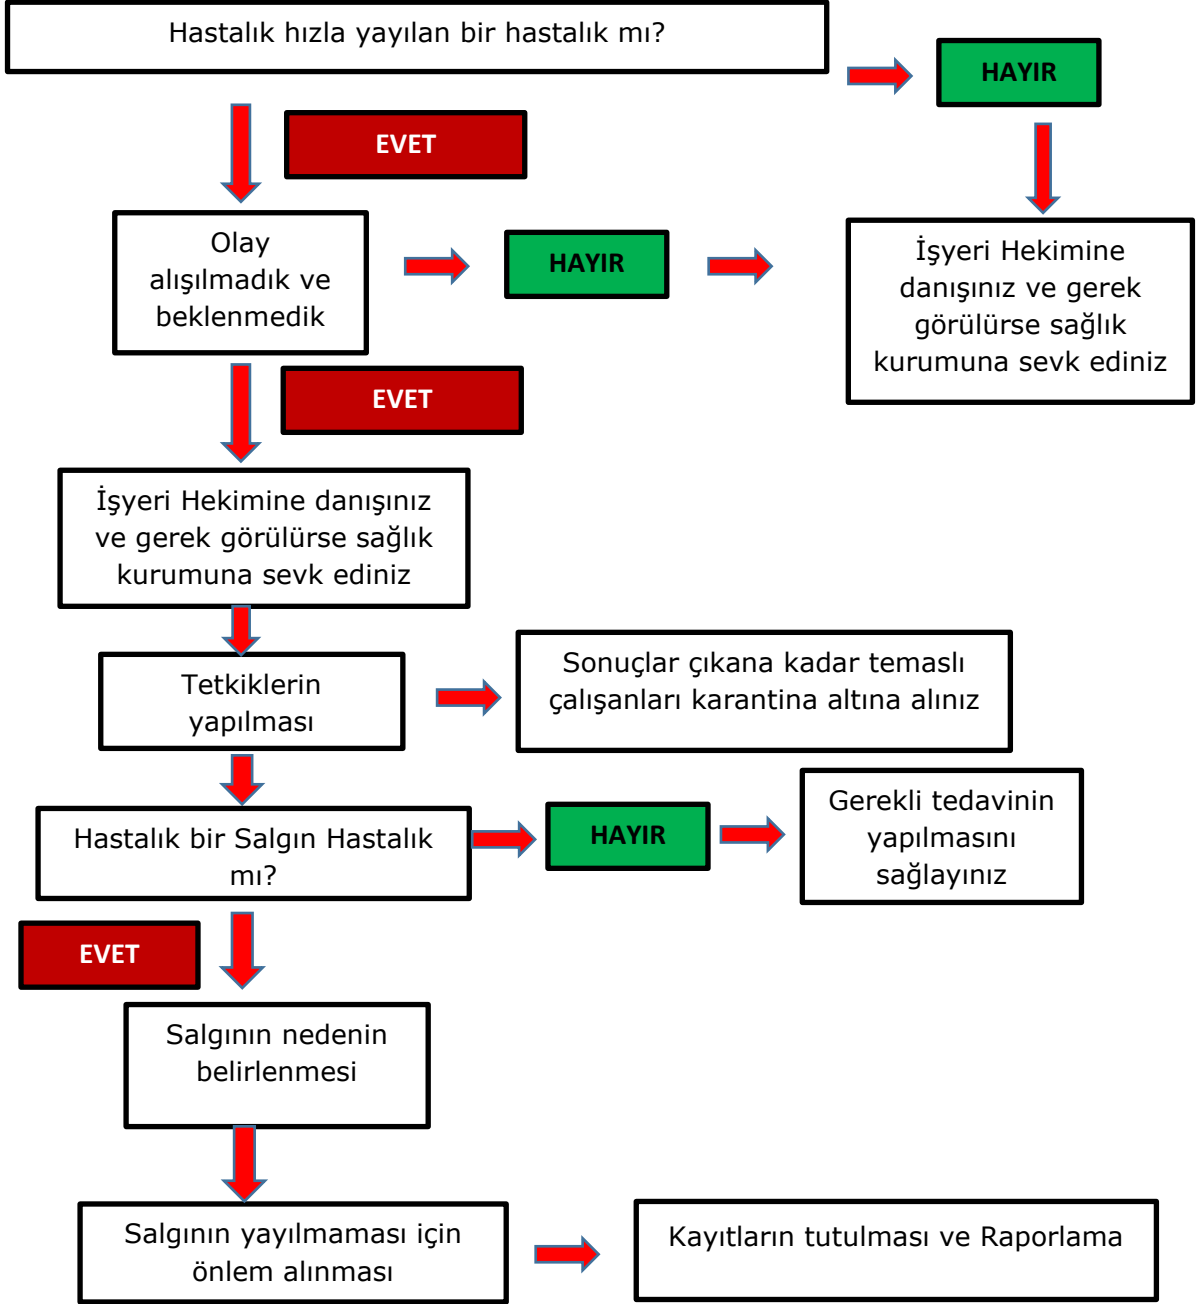 Hastalık hızla yayılan bir hastalık mı?
HAYIR
EVET
Olay
alışılmadık ve
beklenmedik
HAYIR
İşyeri Hekimine
danışınız ve gerek
görülürse sağlık
kurumuna sevk ediniz
EVET
İşyeri Hekimine danışınız
ve gerek görülürse sağlık
kurumuna sevk ediniz
Tetkiklerin
yapılması
Sonuçlar çıkana kadar temaslı
çalışanları karantina altına alınız
Hastalık bir Salgın Hastalık
mı?
HAYIR
Gerekli tedavinin
yapılmasını
sağlayınız
EVET
Salgının nedenin
belirlenmesi
Salgının yayılmaması için
önlem alınması
Kayıtların tutulması ve Raporlama